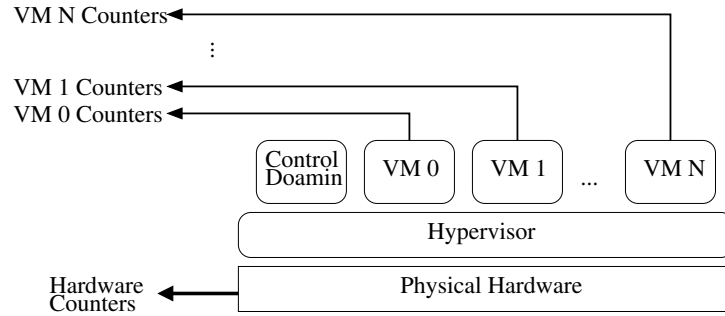 VM N Counters
...
VM 1 Counters
VM 0 Counters
Control
Doamin
VM 0
VM 1
...
VM N
Hypervisor
Physical Hardware
Hardware
Counters